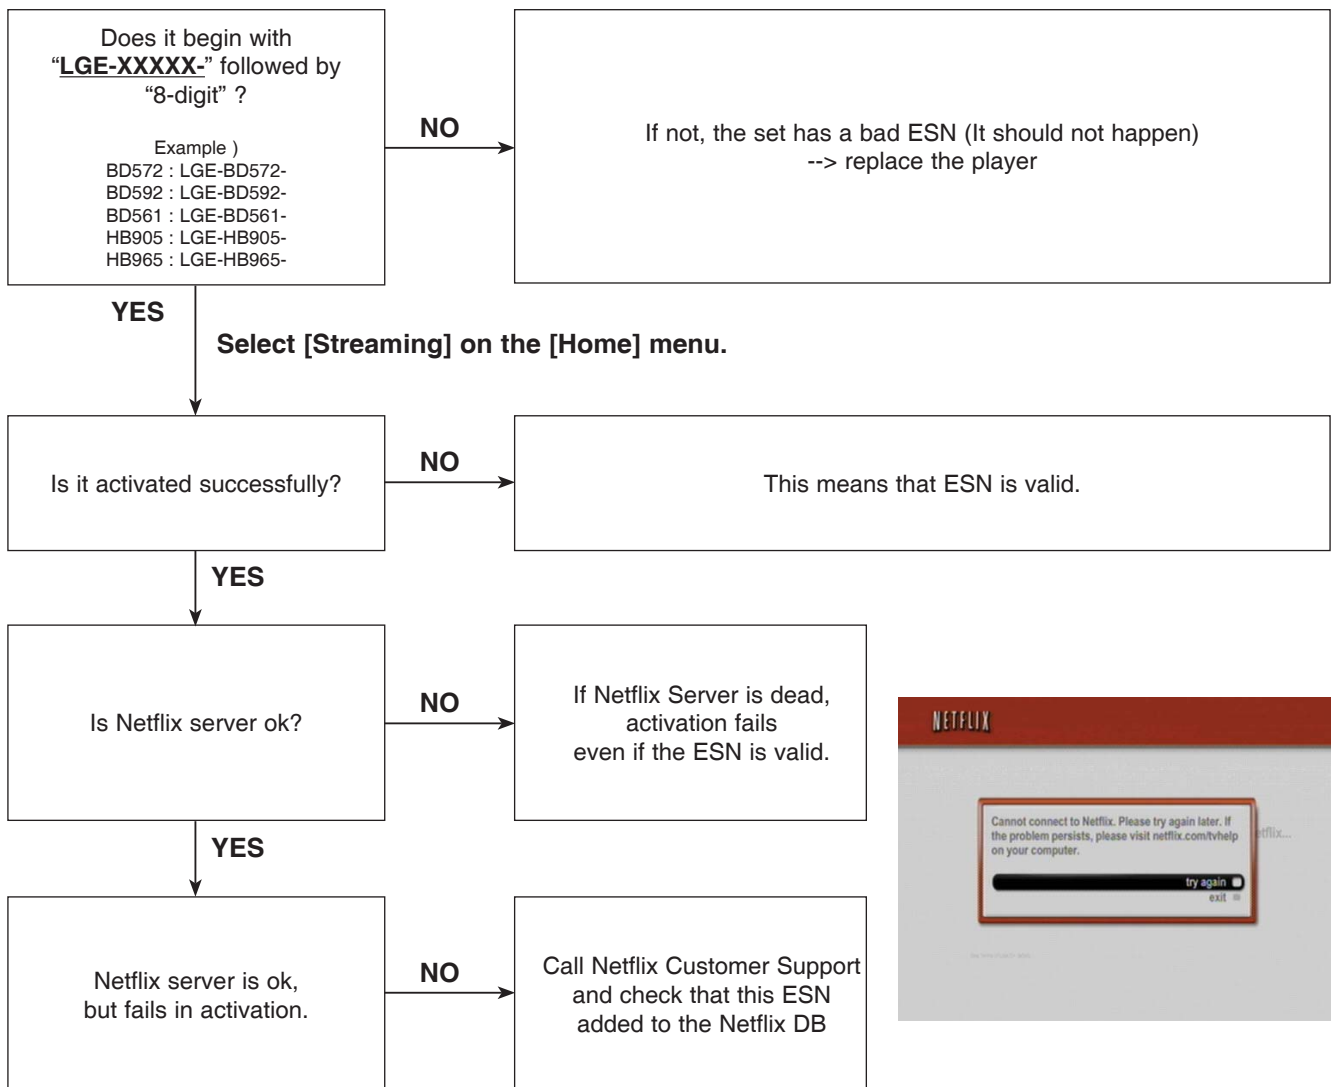 Does it begin with
“LGE-XXXXX-” followed by
“8-digit” ?
Example )
BD572 : LGE-BD572-
BD592 : LGE-BD592-
BD561 : LGE-BD561-
HB905 : LGE-HB905-
HB965 : LGE-HB965-
NO
If not, the set has a bad ESN (It should not happen)
--> replace the player
YES
Select [Streaming] on the [Home] menu.
Is it activated successfully?
NO
This means that ESN is valid.
YES
Is Netflix server ok?
NO
If Netflix Server is dead,
activation fails
even if the ESN is valid.
YES
Netflix server is ok,
but fails in activation.
NO
Call Netflix Customer Support
and check that this ESN
added to the Netflix DB
NETFLIX
Cannot connect to Netflix. Please try again later. If
the problem persists, please visit netflix.com/tvhelp
on your computer.
etflix...
try again
exit